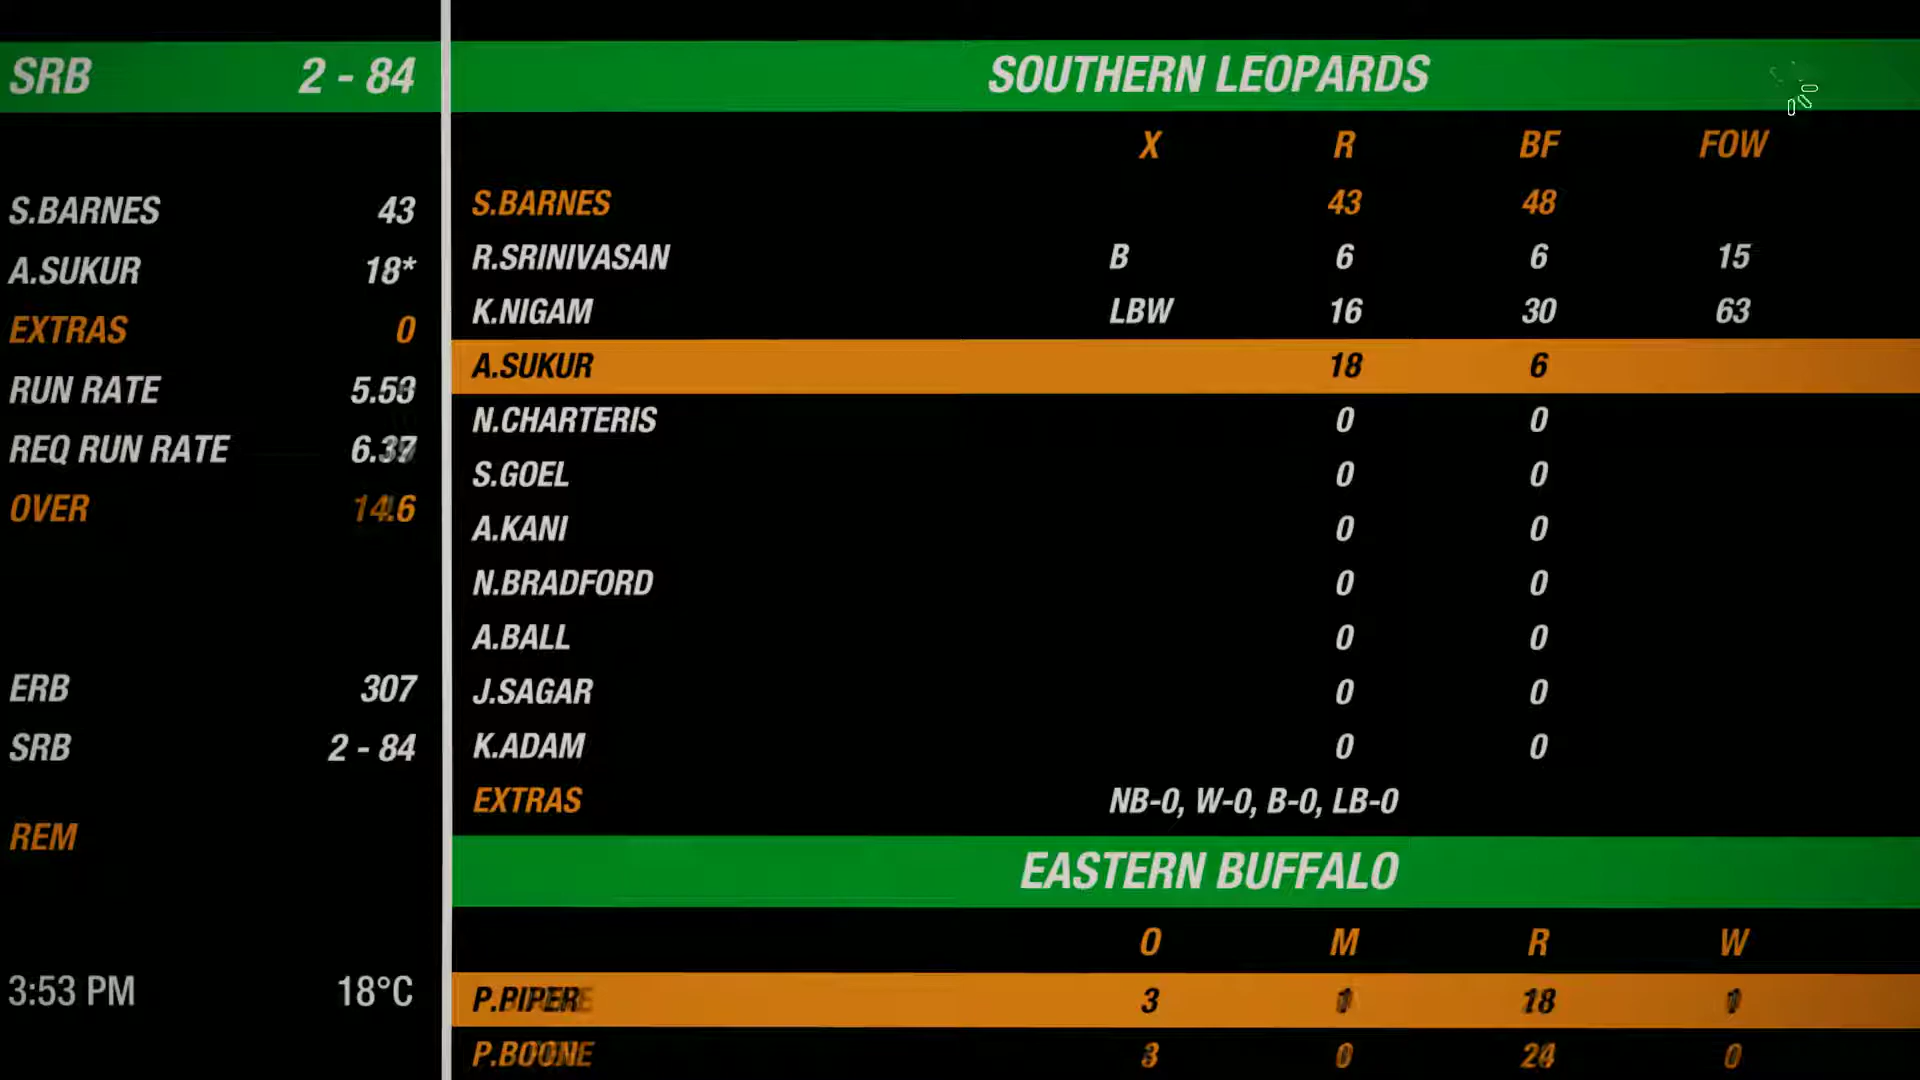 SRB 2 - 84
S.BARNES 43
A.SUKUR 18*
EXTRAS 0
RUN RATE
REQ RUN RATE
OVER 14.6
ERB 307
SRB 2 - 84
REM
3:53 PM 18°C
SOUTHERN LEOPARDS
X R BF FOW
S.BARNES 43 48
R.SRINIVASAN B 6 6 15
K.NIGAM LBW 16 30 63
A.SUKUR 18 6
N.CHARTERIS 0 0
S.GOEL 0 0
A.KANI 0 0
N.BRADFORD 0 0
A.BALL 0 0
J.SAGAR 0 0
K.ADAM 0 0
EXTRAS NB-0, W-0, B-0, LB-0
EASTERN BUFFALO
O M R W
P.PIPER 3 18
P.BOONE 0 24 0